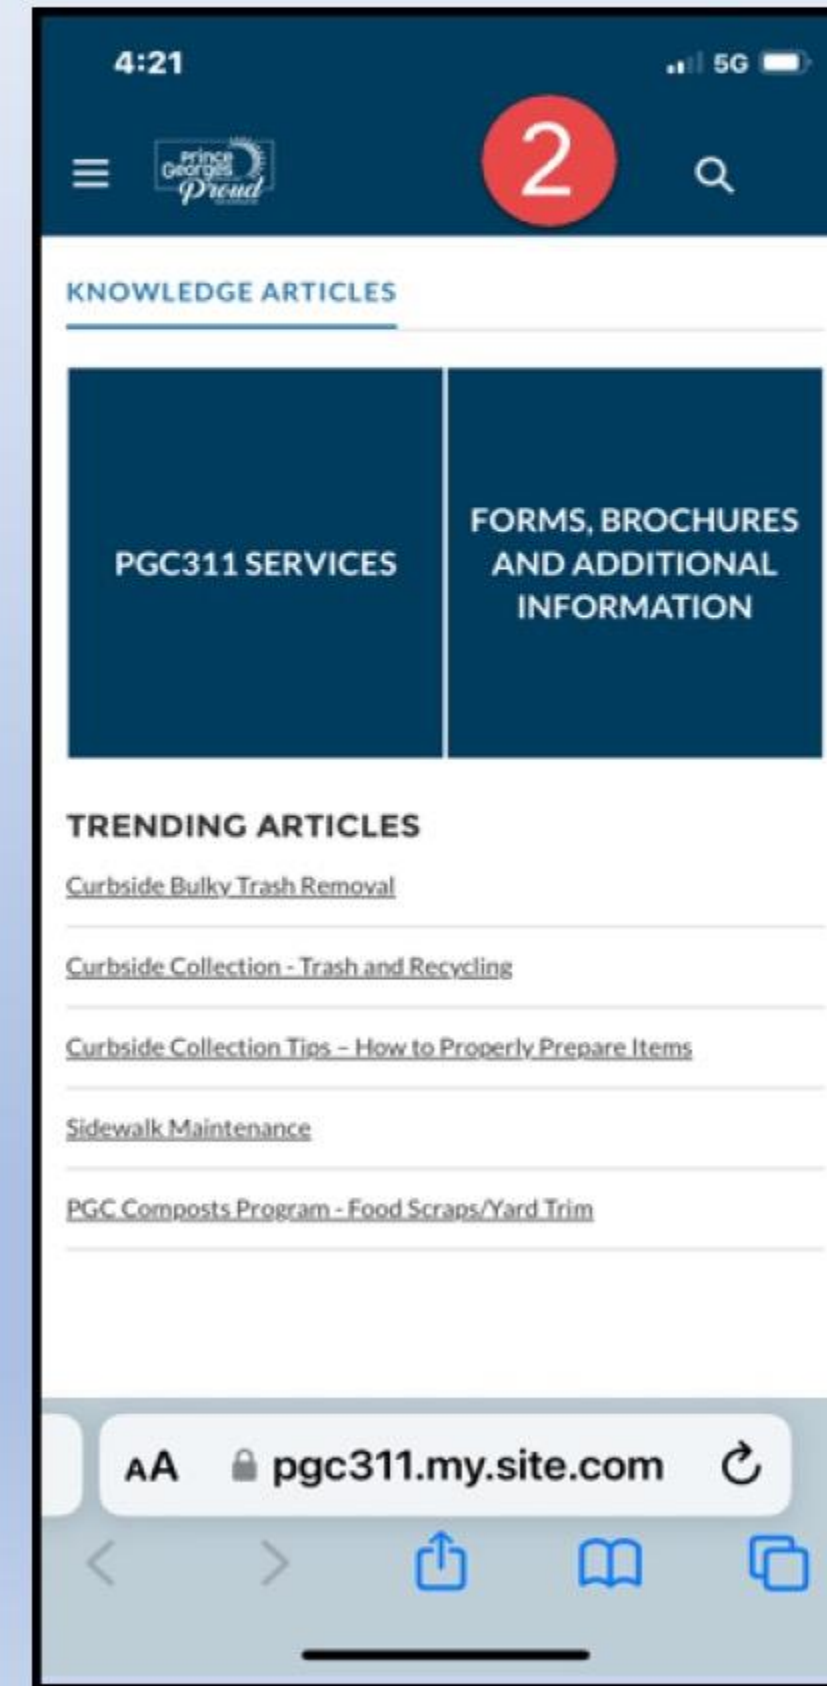 4:21
5G
2
Prince
Georges
Proud
KNOWLEDGE ARTICLES
PGC311 SERVICES
FORMS, BROCHURES
AND ADDITIONAL
INFORMATION
TRENDING ARTICLES
Curbside Bulky Trash Removal
Curbside Collection - Trash and Recycling
Curbside Collection Tips – How to Properly Prepare Items
Sidewalk Maintenance
PGC Composts Program - Food Scraps/Yard Trim
AA pgc311.my.site.com